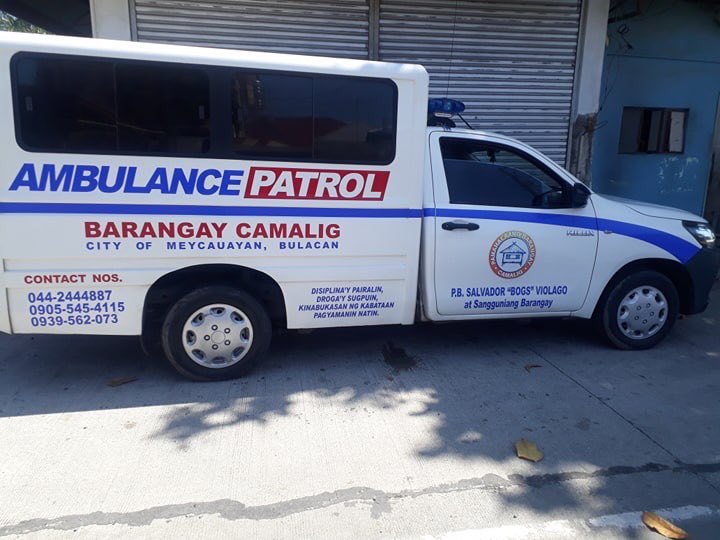 AMBULANCE PATROL
BARANGAY CAMALIG
CITY OF MEYCAUAYAN, BULACAN
CONTACT NOS.
044-2444887
0905-545-4115
0939-562-073
DISIPLINA'Y PAIRALIN,
DROGA'Y SUGPUIN,
KINABUKASAN NG KABATAAN
PAGYAMANIN NATIN.
CAMALIG
P.B. SALVADOR "BOGS" VIOLAGO
at Sangguniang Barangay